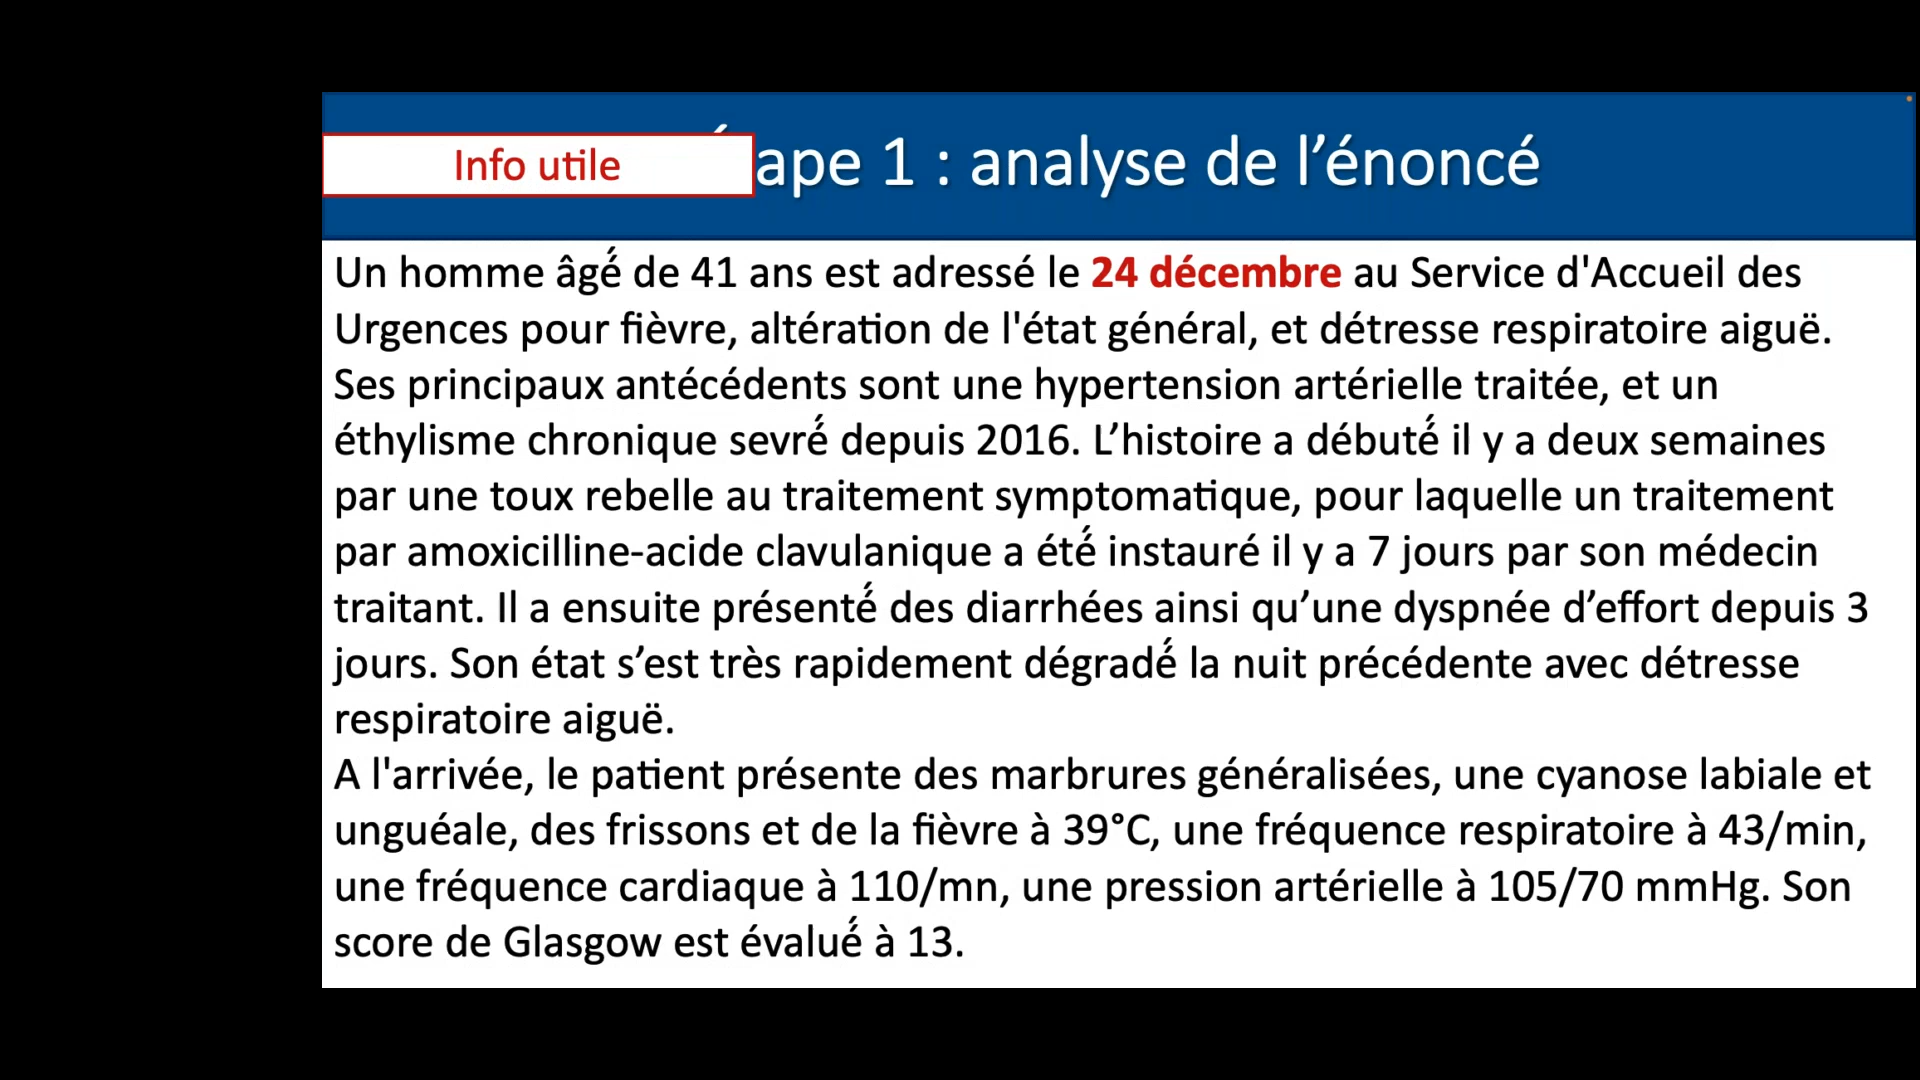 Info utile
ape 1 : analyse de l’énoncé
Un homme âgé de 41 ans est adressé le 24 décembre au Service d'Accueil des
Urgences pour fièvre, altération de l'état général, et détresse respiratoire aiguë.
Ses principaux antécédents sont une hypertension artérielle traitée, et un
éthylisme chronique sevré depuis 2016. L’histoire a débuté il y a deux semaines
par une toux rebelle au traitement symptomatique, pour laquelle un traitement
par amoxicilline-acide clavulanique a été instauré il y a 7 jours par son médecin
traitant. Il a ensuite présenté des diarrhées ainsi qu’une dyspnée d’effort depuis 3
jours. Son état s’est très rapidement dégradé la nuit précédente avec détresse
respiratoire aiguë.
A l'arrivée, le patient présente des marbrures généralisées, une cyanose labiale et
unguéale, des frissons et de la fièvre à 39°C, une fréquence respiratoire à 43/min,
une fréquence cardiaque à 110/mn, une pression artérielle à 105/70 mmHg. Son
score de Glasgow est évalué à 13.